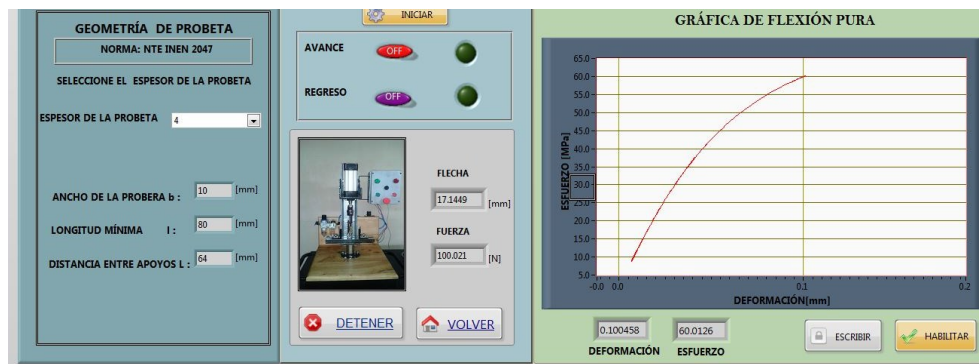 GEOMETRÍA DE PROBETA
NORMA: NTE INEN 2047
SELECCIONE EL ESPESOR DE LA PROBETA
ESPESOR DE LA PROBETA 4
ANCHO DE LA PROBERA b : 10 [mm]
LONGITUD MÍNIMA l : 80 [mm]
DISTANCIA ENTRE APOYOS L : 64 [mm]
INICIAR
AVANCE OFF
REGRESO OFF
FLECHA
17.1449 [mm]
FUERZA
100.021 [N]
DETENER
VOLVER
GRÁFICA DE FLEXIÓN PURA
ESFUERZO [MPa]
65.0
60.0
55.0
50.0
45.0
40.0
35.0
30.0
25.0
20.0
15.0
10.0
5.0
-0.0 0.0 0.1 0.2
DEFORMACIÓN[mm]
0.100458 60.0126
DEFORMACIÓN ESFUERZO
ESCRIBIR
HABILITAR